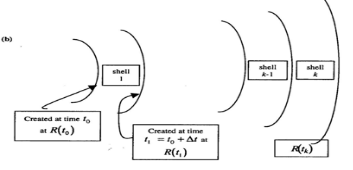 (b)
shell
1
shell
k-1
shell
k
Created at time t₀
at R(t₀)
Created at time
t₁ = t₀ + Δt at
R(t₁)
R(tₖ)